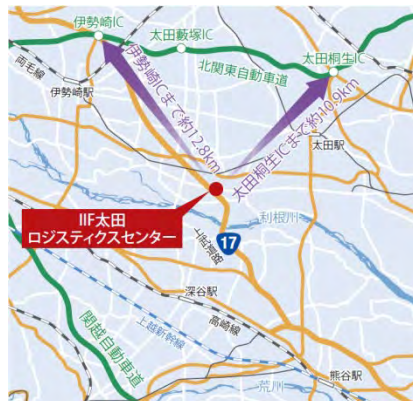 伊勢崎IC
太田藪塚IC
太田桐生IC
北関東自動車道
両毛線
伊勢崎駅
伊勢崎ICまで約12.8km
太田桐生ICまで約10.9km
太田駅
IIF太田
ロジスティクスセンター
利根川
上武道路
17
深谷駅
高崎線
上越新幹線
関越自動車道
熊谷駅
荒川